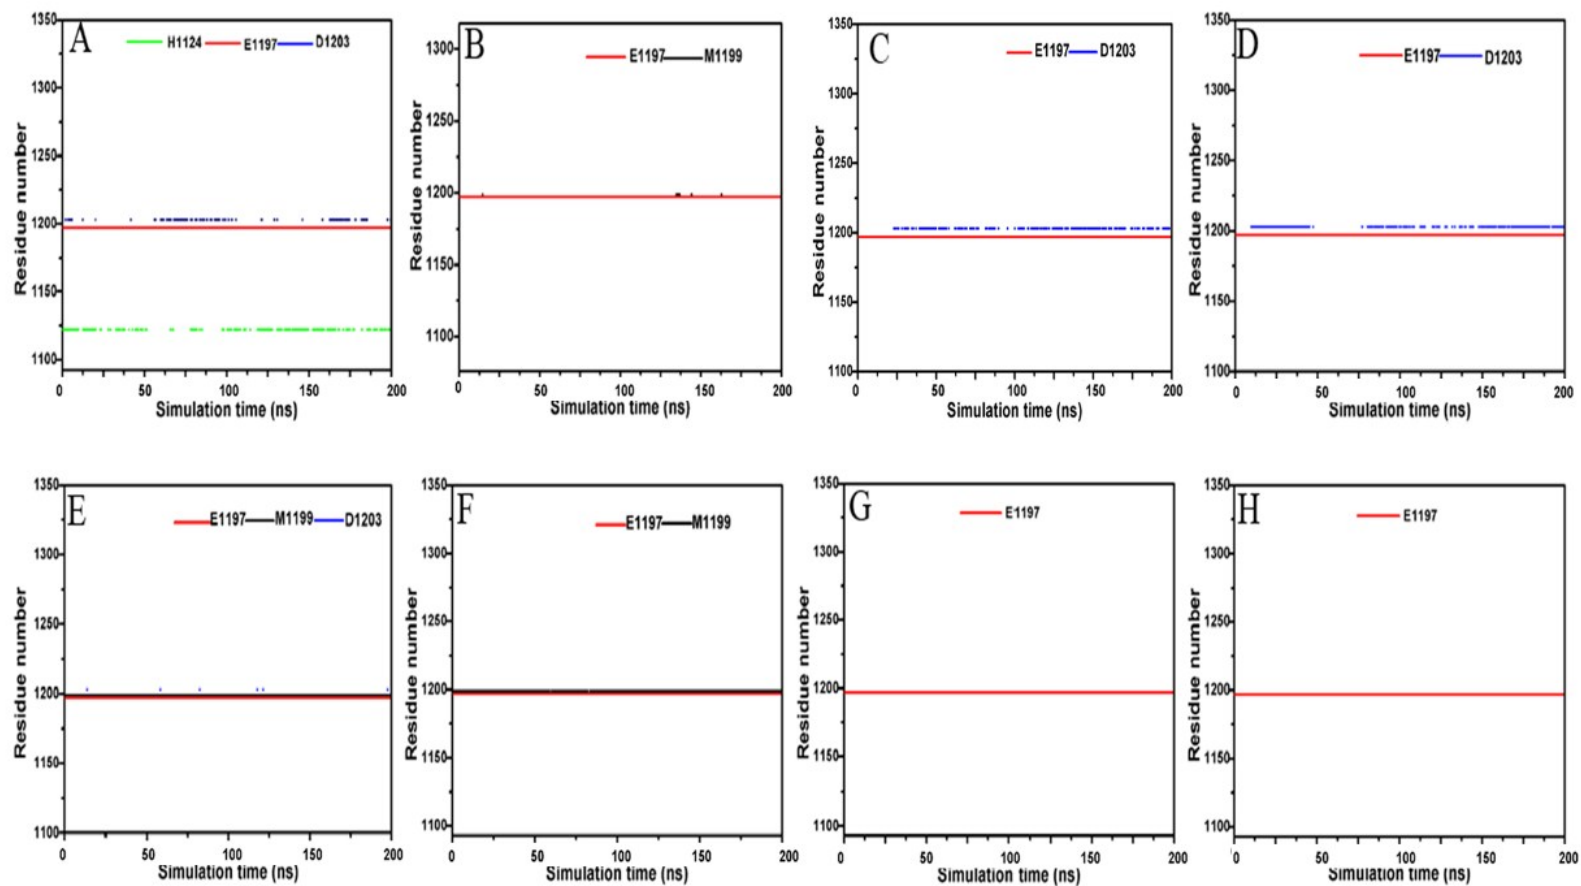 A
H1124 E1197 D1203
1350
1300
1250
1200
1150
1100
Residue number
0 50 100 150 200
Simulation time (ns)
B
E1197 M1199
1300
1250
1200
1150
1100
Residue number
0 50 100 150 200
Simulation time (ns)
C
E1197 D1203
1350
1300
1250
1200
1150
1100
Residue number
0 50 100 150 200
Simulation time (ns)
D
E1197 D1203
1350
1300
1250
1200
1150
1100
Residue number
0 50 100 150 200
Simulation time (ns)
E
E1197 M1199 D1203
1350
1300
1250
1200
1150
1100
Residue number
0 50 100 150 200
Simulation time (ns)
F
E1197 M1199
1350
1300
1250
1200
1150
1100
Residue number
0 50 100 150 200
Simulation time (ns)
G
E1197
1350
1300
1250
1200
1150
1100
Residue number
0 50 100 150 200
Simulation time (ns)
H
E1197
1350
1300
1250
1200
1150
1100
Residue number
0 50 100 150 200
Simulation time (ns)